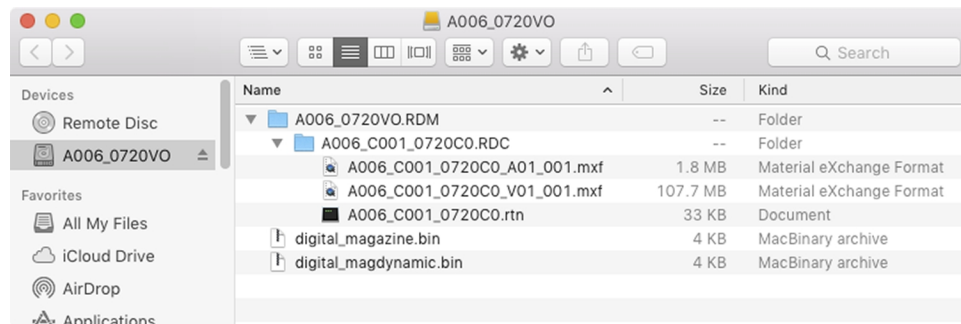 A006_0720VO
Search
Devices
Remote Disc
A006_0720VO
Favorites
All My Files
iCloud Drive
AirDrop
Applications
Name Size Kind
A006_0720VO.RDM -- Folder
A006_C001_0720C0.RDC -- Folder
A006_C001_0720C0_A01_001.mxf 1.8 MB Material eXchange Format
A006_C001_0720C0_V01_001.mxf 107.7 MB Material eXchange Format
A006_C001_0720C0.rtn 33 KB Document
digital_magazine.bin 4 KB MacBinary archive
digital_magdynamic.bin 4 KB MacBinary archive